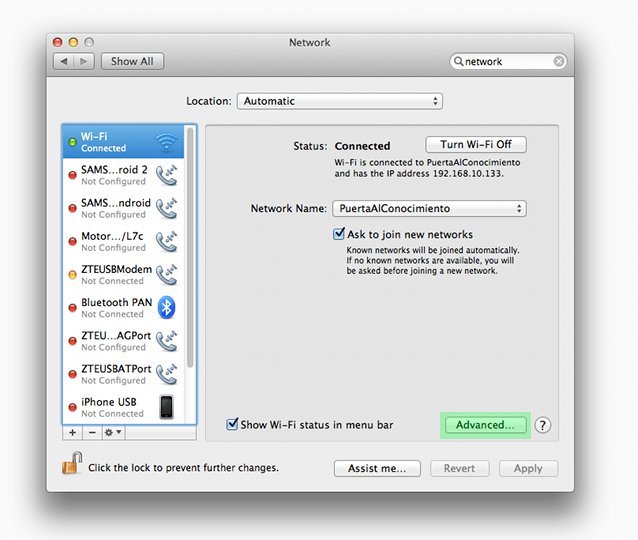 Network
Show All
network
Location: Automatic
Wi-Fi
Connected
SAMS...roid 2
Not Configured
SAMS...ndroid
Not Configured
Motor.../L7c
Not Configured
ZTEUSBModem
Not Connected
Bluetooth PAN
Not Connected
ZTEU...AGPort
Not Configured
ZTEUSBATPort
Not Configured
iPhone USB
Not Connected
Status: Connected
Turn Wi-Fi Off
Wi-Fi is connected to PuertaAlConocimiento
and has the IP address 192.168.10.133.
Network Name: PuertaAlConocimiento
Ask to join new networks
Known networks will be joined automatically.
If no known networks are available, you will
be asked before joining a new network.
Show Wi-Fi status in menu bar
Advanced...
?
Click the lock to prevent further changes.
Assist me...
Revert
Apply